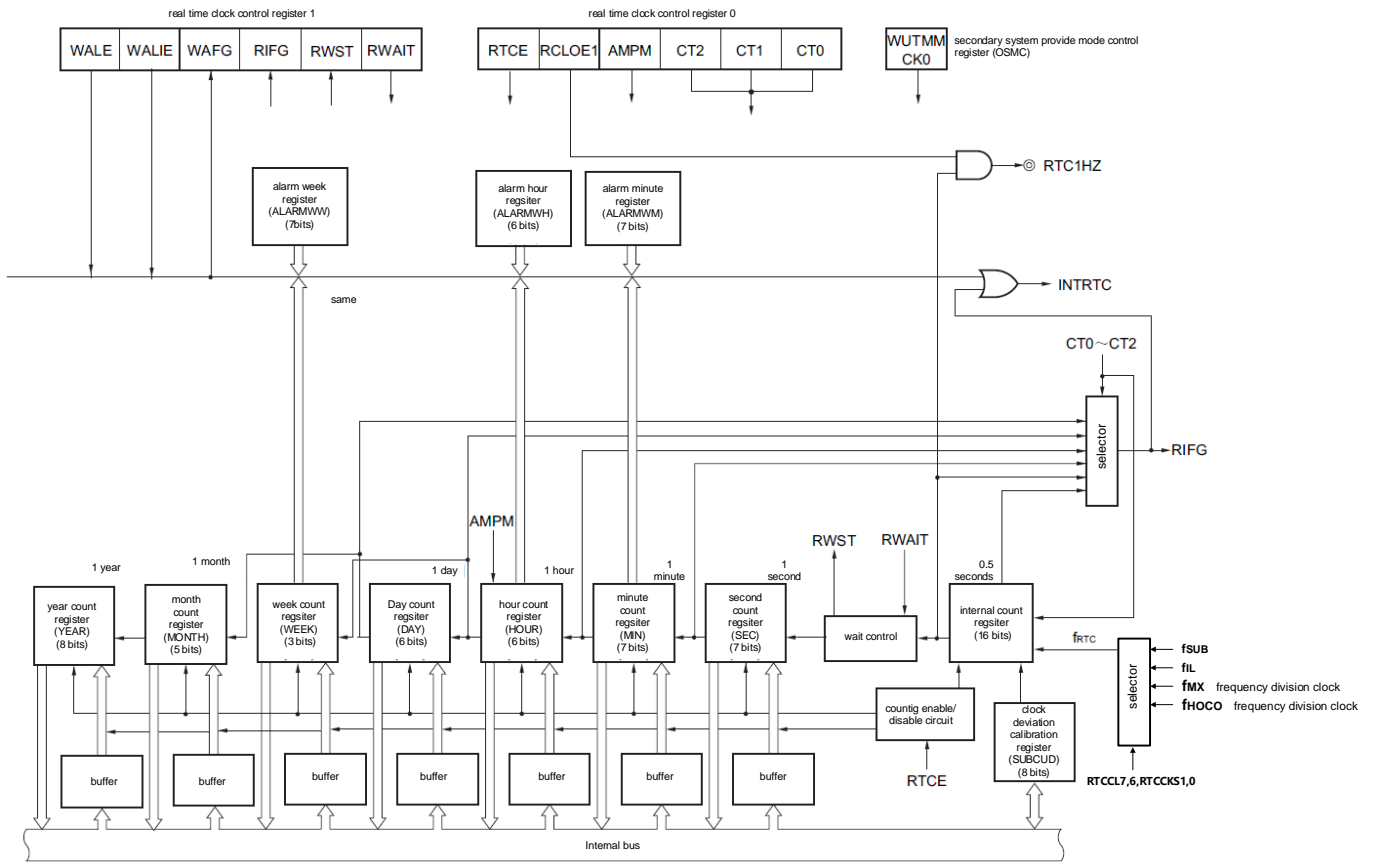 real time clock control register 1
real time clock control register 0
WALE WALIE WAFG RIFG RWST RWAIT
RTCE RCLOE1 AMPM CT2 CT1 CT0
WUTMM
CK0
secondary system provide mode control
register (OSMC)
RTC1HZ
alarm week
register
(ALARMWW)
(7bits)
alarm hour
regsiter
(ALARMWH)
(6 bits)
alarm minute
register
(ALARMWM)
(7 bits)
INTRTC
same
CT0～CT2
selector
RIFG
AMPM
RWST
RWAIT
1 year
1 month
1 day
1 hour
1
minute
1
second
0.5
seconds
year count
register
(YEAR)
(8 bits)
month
count
register
(MONTH)
(5 bits)
week count
regsiter
(WEEK)
(3 bits)
Day count
regsiter
(DAY)
(6 bits)
hour count
register
(HOUR)
(6 bits)
minute
count
regsiter
(MIN)
(7 bits)
second
count
regsiter
(SEC)
(7 bits)
wait control
internal count
regsiter
(16 bits)
fRTC
selector
fSUB
fIL
fMX frequency division clock
fHOCO frequency division clock
RTCCL7,6,RTCCKS1,0
countig enable/
disable circuit
RTCE
clock
deviation
calibration
register
(SUBCUD)
(8 bits)
buffer
buffer
buffer
buffer
buffer
buffer
buffer
Internal bus